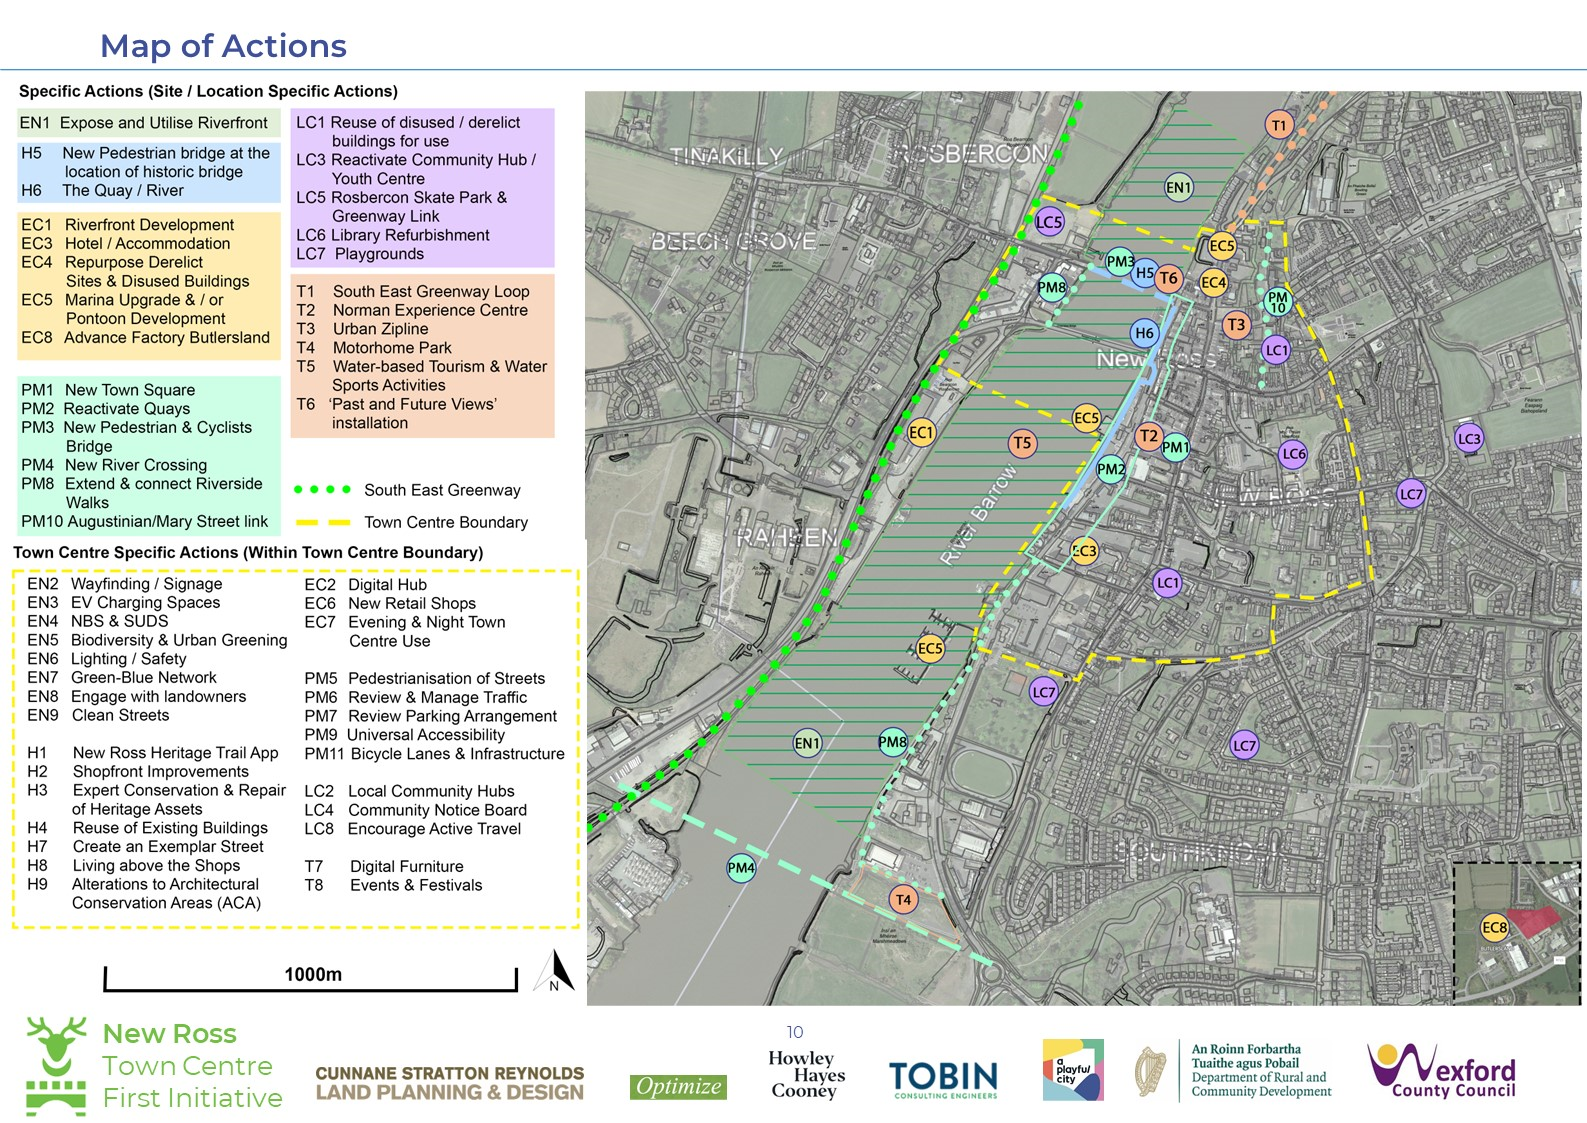 Map of Actions
Specific Actions (Site / Location Specific Actions)
EN1 Expose and Utilise Riverfront
H5 New Pedestrian bridge at the
location of historic bridge
H6 The Quay / River
EC1 Riverfront Development
EC3 Hotel / Accommodation
EC4 Repurpose Derelict
Sites & Disused Buildings
EC5 Marina Upgrade & / or
Pontoon Development
EC8 Advance Factory Butlersland
PM1 New Town Square
PM2 Reactivate Quays
PM3 New Pedestrian & Cyclists
Bridge
PM4 New River Crossing
PM8 Extend & connect Riverside
Walks
PM10 Augustinian/Mary Street link
LC1 Reuse of disused / derelict
buildings for use
LC3 Reactivate Community Hub /
Youth Centre
LC5 Rosbercon Skate Park &
Greenway Link
LC6 Library Refurbishment
LC7 Playgrounds
T1 South East Greenway Loop
T2 Norman Experience Centre
T3 Urban Zipline
T4 Motorhome Park
T5 Water-based Tourism & Water
Sports Activities
T6 ‘Past and Future Views’
installation
South East Greenway
Town Centre Boundary
Town Centre Specific Actions (Within Town Centre Boundary)
EN2 Wayfinding / Signage
EN3 EV Charging Spaces
EN4 NBS & SUDS
EN5 Biodiversity & Urban Greening
EN6 Lighting / Safety
EN7 Green-Blue Network
EN8 Engage with landowners
EN9 Clean Streets
H1 New Ross Heritage Trail App
H2 Shopfront Improvements
H3 Expert Conservation & Repair
of Heritage Assets
H4 Reuse of Existing Buildings
H7 Create an Exemplar Street
H8 Living above the Shops
H9 Alterations to Architectural
Conservation Areas (ACA)
EC2 Digital Hub
EC6 New Retail Shops
EC7 Evening & Night Town
Centre Use
PM5 Pedestrianisation of Streets
PM6 Review & Manage Traffic
PM7 Review Parking Arrangement
PM9 Universal Accessibility
PM11 Bicycle Lanes & Infrastructure
LC2 Local Community Hubs
LC4 Community Notice Board
LC8 Encourage Active Travel
T7 Digital Furniture
T8 Events & Festivals
1000m
N
T1
TINAKILLY
ROSBERCON
EN1
LC5
BEECH GROVE
EC5
PM3
H5
T6
EC4
PM8
PM
10
T3
H6
LC1
New Ross
EC5
EC1
T5
T2
PM1
LC3
LC6
PM2
LC7
NEW ROSS
River Barrow
RAHEEN
EC3
LC1
EC5
LC7
EN1
PM8
LC7
SOUTHKNOCK
PM4
T4
EC8
10
New Ross
Town Centre
First Initiative
CUNNANE STRATTON REYNOLDS
LAND PLANNING & DESIGN
Optimize
Howley
Hayes
Cooney
TOBIN
CONSULTING ENGINEERS
a
playful
city
An Roinn Forbartha
Tuaithe agus Pobail
Department of Rural and
Community Development
Wexford
County Council